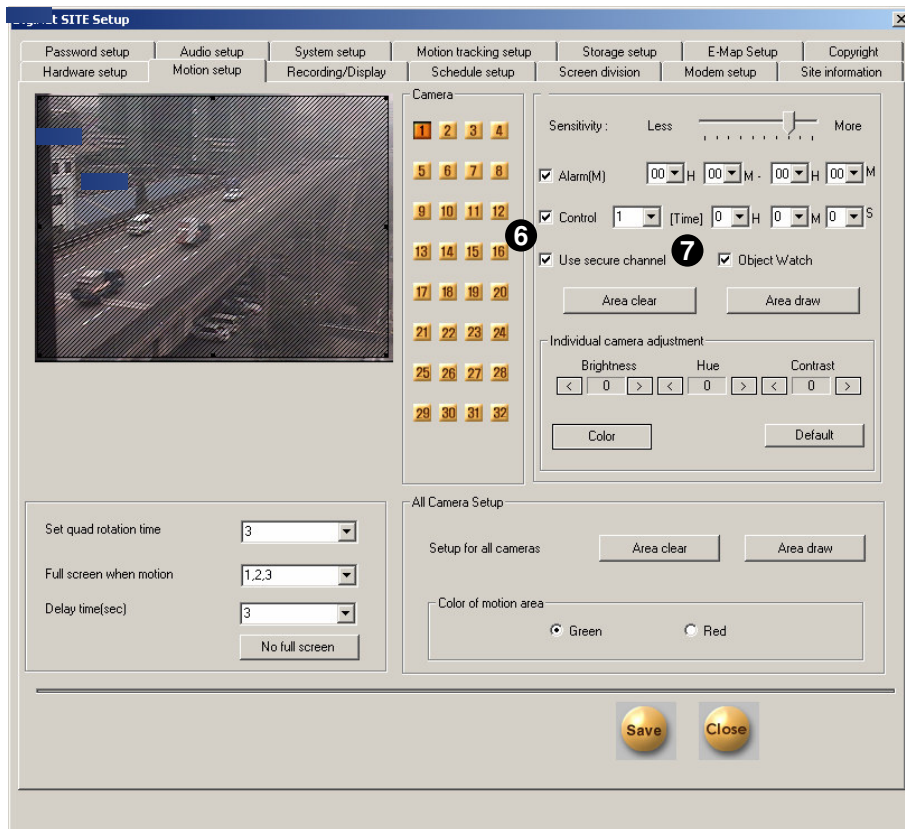 SITE Setup
Password setup Audio setup System setup Motion tracking setup Storage setup E-Map Setup Copyright
Hardware setup Motion setup Recording/Display Schedule setup Screen division Modem setup Site information
Camera
1 2 3 4
5 6 7 8
9 10 11 12
13 14 15 16
17 18 19 20
21 22 23 24
25 26 27 28
29 30 31 32
Sensitivity : Less More
Alarm(M) 00 H 00 M - 00 H 00 M
Control 1 [Time] 0 H 0 M 0 S
6
Use secure channel 7 Object Watch
Area clear Area draw
Individual camera adjustment
Brightness Hue Contrast
< 0 > < 0 > < 0 >
Color Default
Set quad rotation time 3
Full screen when motion 1,2,3
Delay time(sec) 3
No full screen
All Camera Setup
Setup for all cameras Area clear Area draw
Color of motion area
Green Red
Save Close